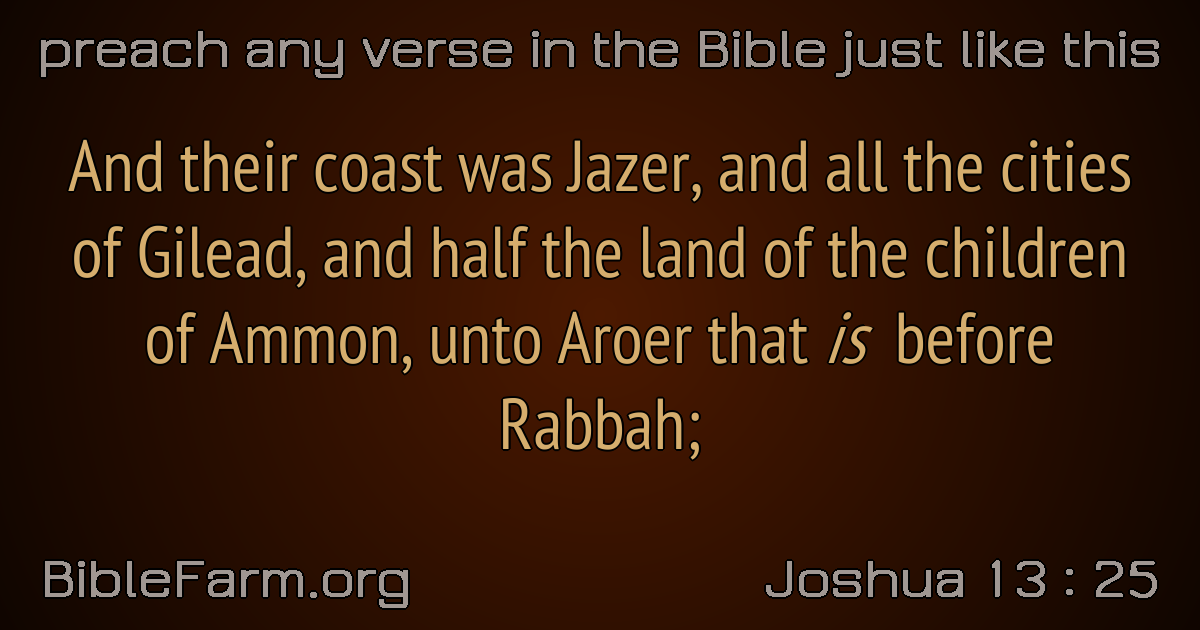 preach any verse in the Bible just like this
And their coast was Jazer, and all the cities
of Gilead, and half the land of the children
of Ammon, unto Aroer that is before
Rabbah;
BibleFarm.org
Joshua 13 : 25